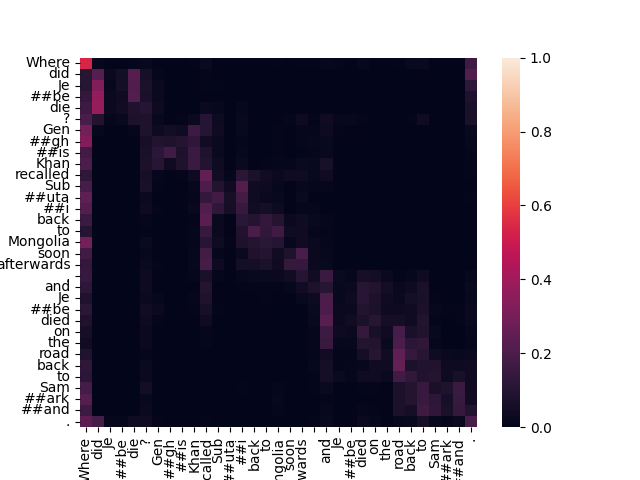 Where
did
Je
##be
die
?
Gen
##gh
##is
Khan
recalled
Sub
##uta
##i
back
to
Mongolia
soon
afterwards
and
Je
##be
died
on
the
road
back
to
Sam
##ark
##and
.
Where
did
Je
##be
die
?
Gen
##gh
##is
Khan
called
Sub
##uta
##i
back
to
ngolia
soon
wards
and
Je
##be
died
on
the
road
back
to
Sam
##ark
##and
.
1.0
0.8
0.6
0.4
0.2
0.0